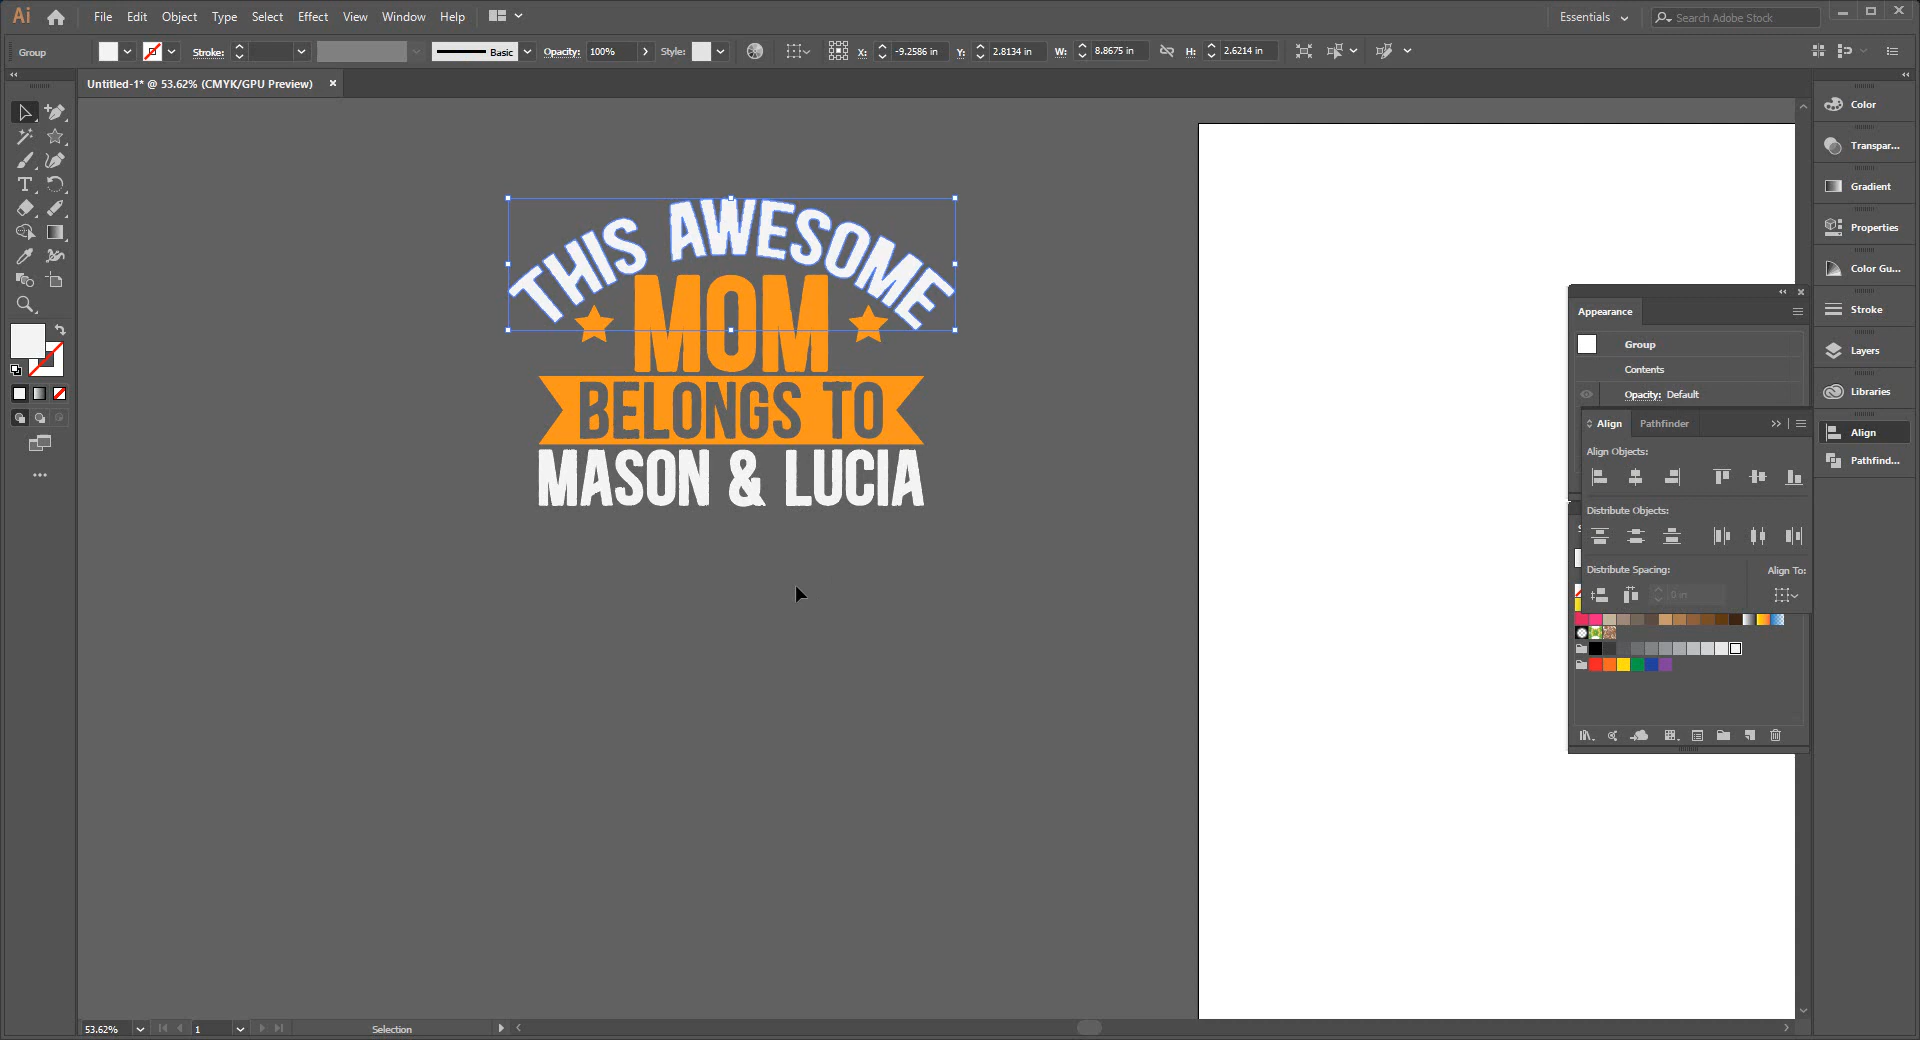 Ai File Edit Object Type Select Effect View Window Help Essentials Search Adobe Stock
Group Stroke: Basic Opacity: 100% Style: X: -9.2586 in Y: 2.8134 in W: 8.8675 in H: 2.6214 in
Untitled-1* @ 53.62% (CMYK/GPU Preview) ×
THIS AWESOME
MOM
BELONGS TO
MASON & LUCIA
Appearance
Group
Contents
Opacity: Default
Align Pathfinder
Align Objects:
Distribute Objects:
Distribute Spacing: Align To:
0 in
Color
Transpar...
Gradient
Properties
Color Gu...
Stroke
Layers
Libraries
Align
Pathfind...
53.62% 1 Selection